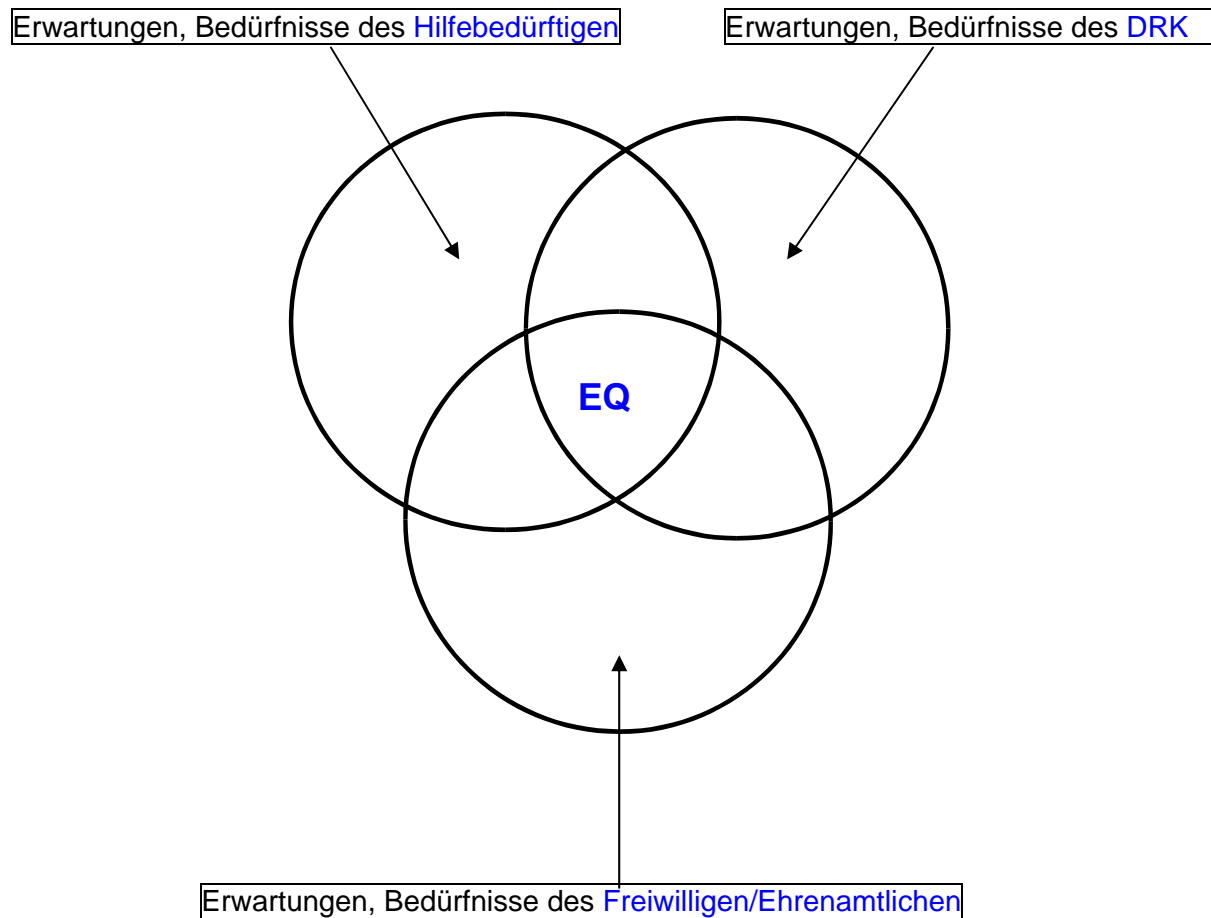 Erwartungen, Bedürfnisse des Hilfebedürftigen
Erwartungen, Bedürfnisse des DRK
EQ
Erwartungen, Bedürfnisse des Freiwilligen/Ehrenamtlichen